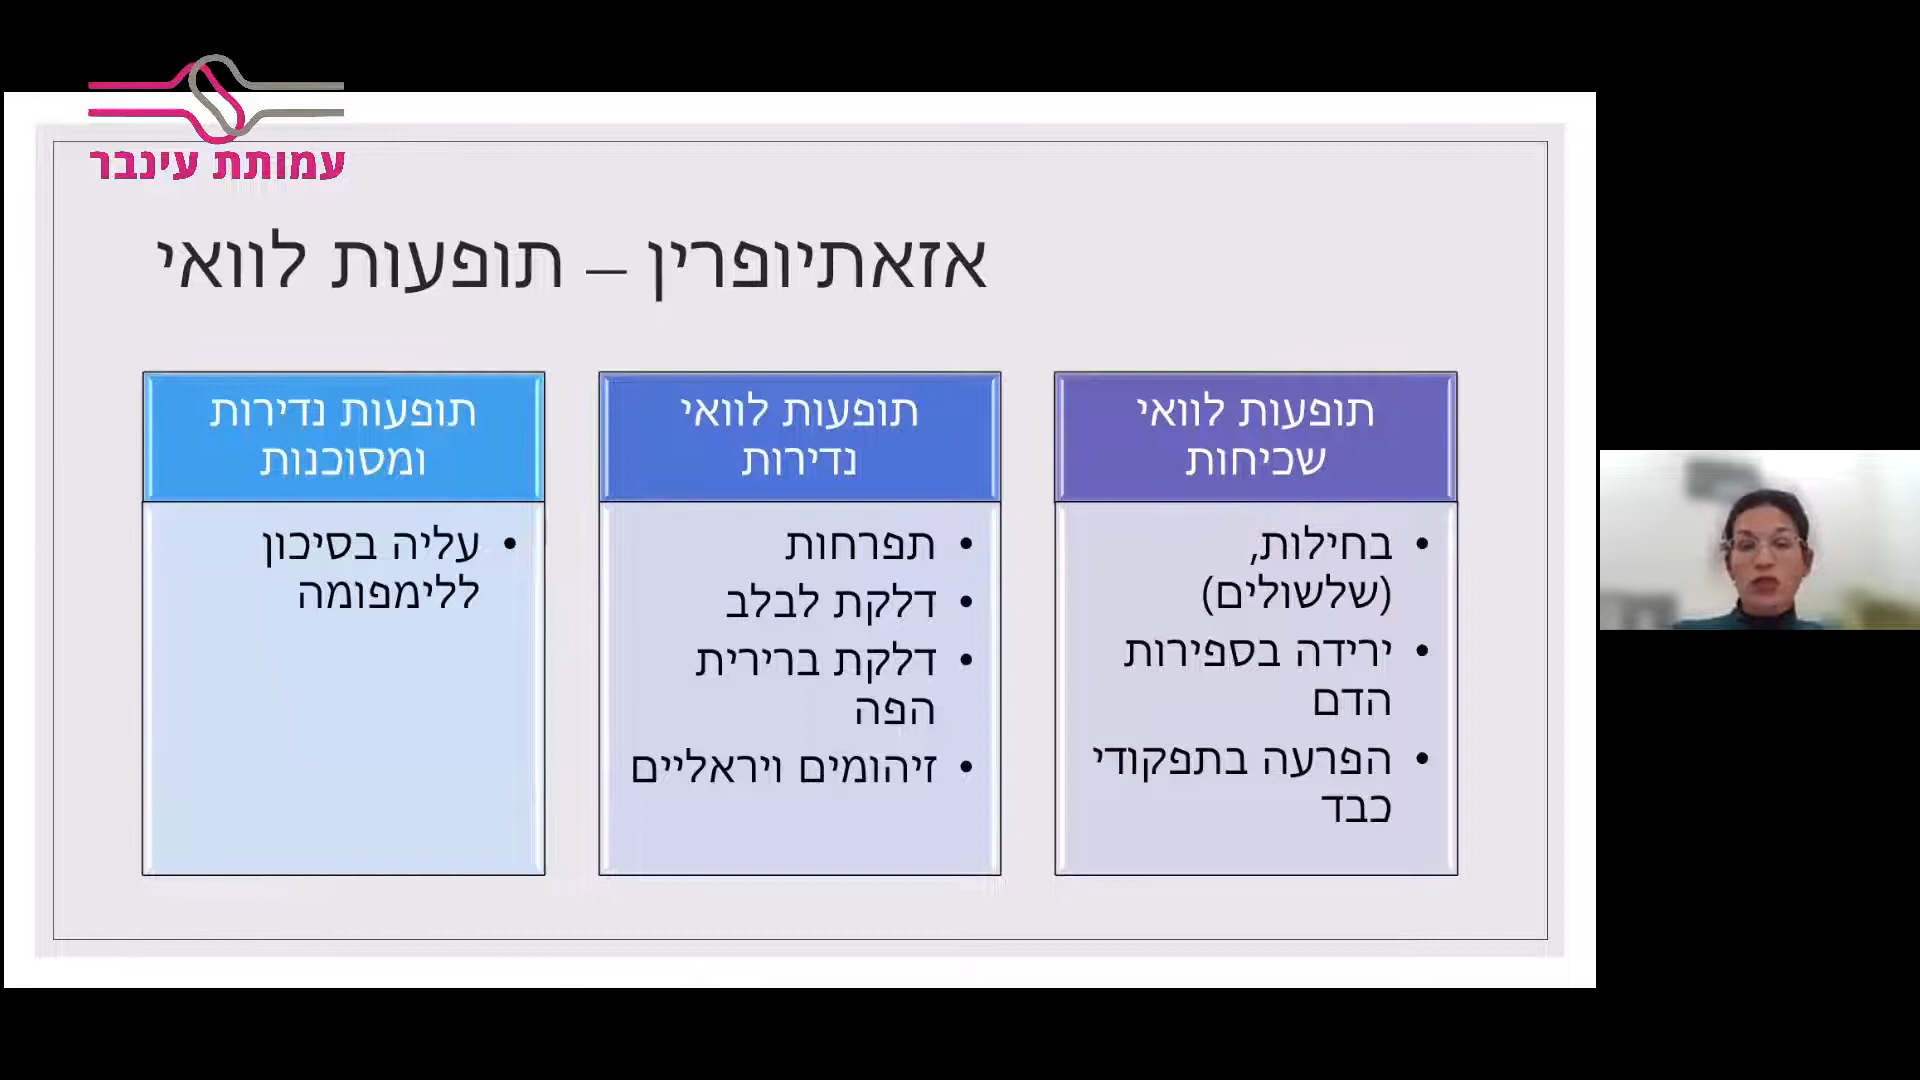 עמותת עינבר
אזאתיופרין – תופעות לוואי
תופעות לוואי
שכיחות
• בחילות,
(שלשולים)
• ירידה בספירות
הדם
• הפרעה בתפקודי
כבד
תופעות לוואי
נדירות
• תפרחות
• דלקת לבלב
• דלקת ברירית
הפה
• זיהומים ויראליים
תופעות נדירות
ומסוכנות
• עליה בסיכון
ללימפומה